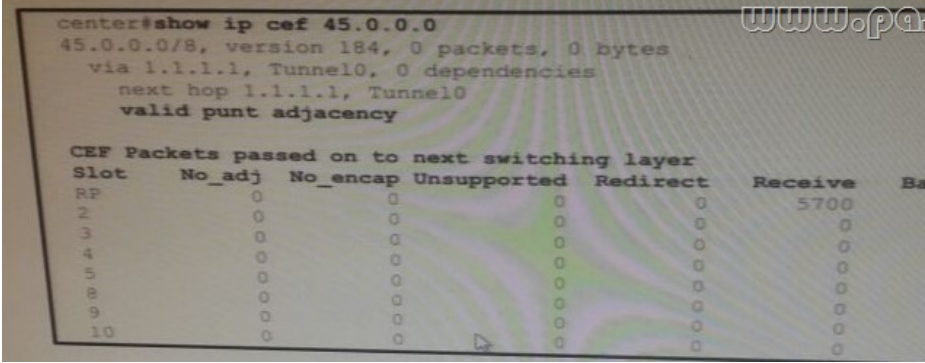 www.pa
center#show ip cef 45.0.0.0
45.0.0.0/8, version 184, 0 packets, 0 bytes
via 1.1.1.1, Tunnel0, 0 dependencies
next hop 1.1.1.1, Tunnel0
valid punt adjacency
CEF Packets passed on to next switching layer
Slot No_adj No_encap Unsupported Redirect Receive Ba
RP 0 0 0 0 5700
2 0 0 0 0 0
3 0 0 0 0 0
4 0 0 0 0 0
5 0 0 0 0 0
8 0 0 0 0 0
9 0 0 0 0 0
10 0 0 0 0 0